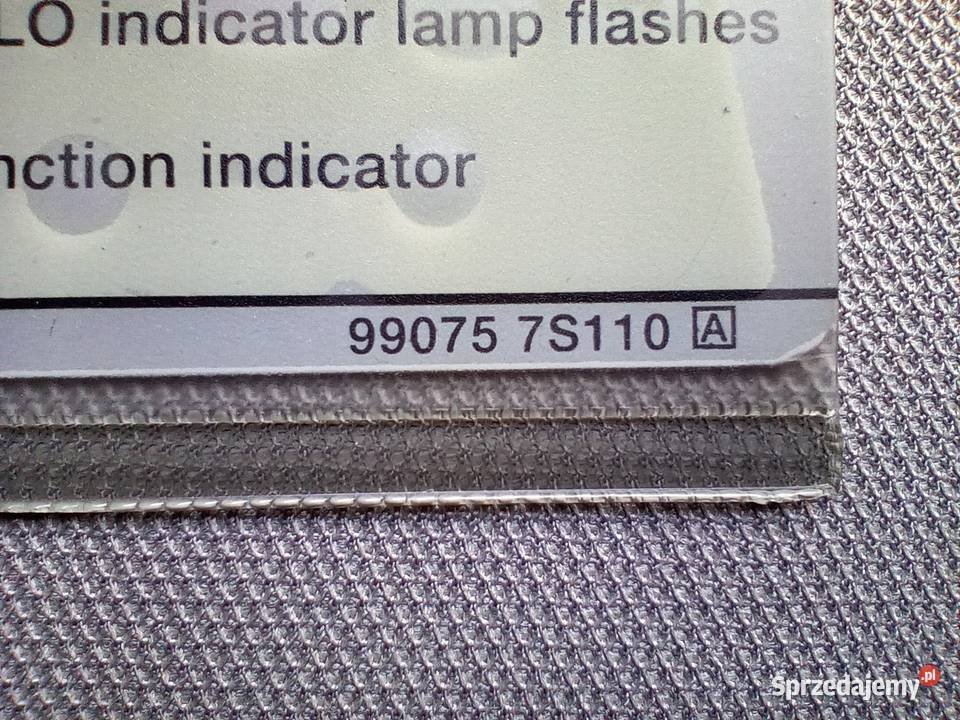 LO indicator lamp flashes
nction indicator
99075 7S110 A
Sprzedajemy.pl